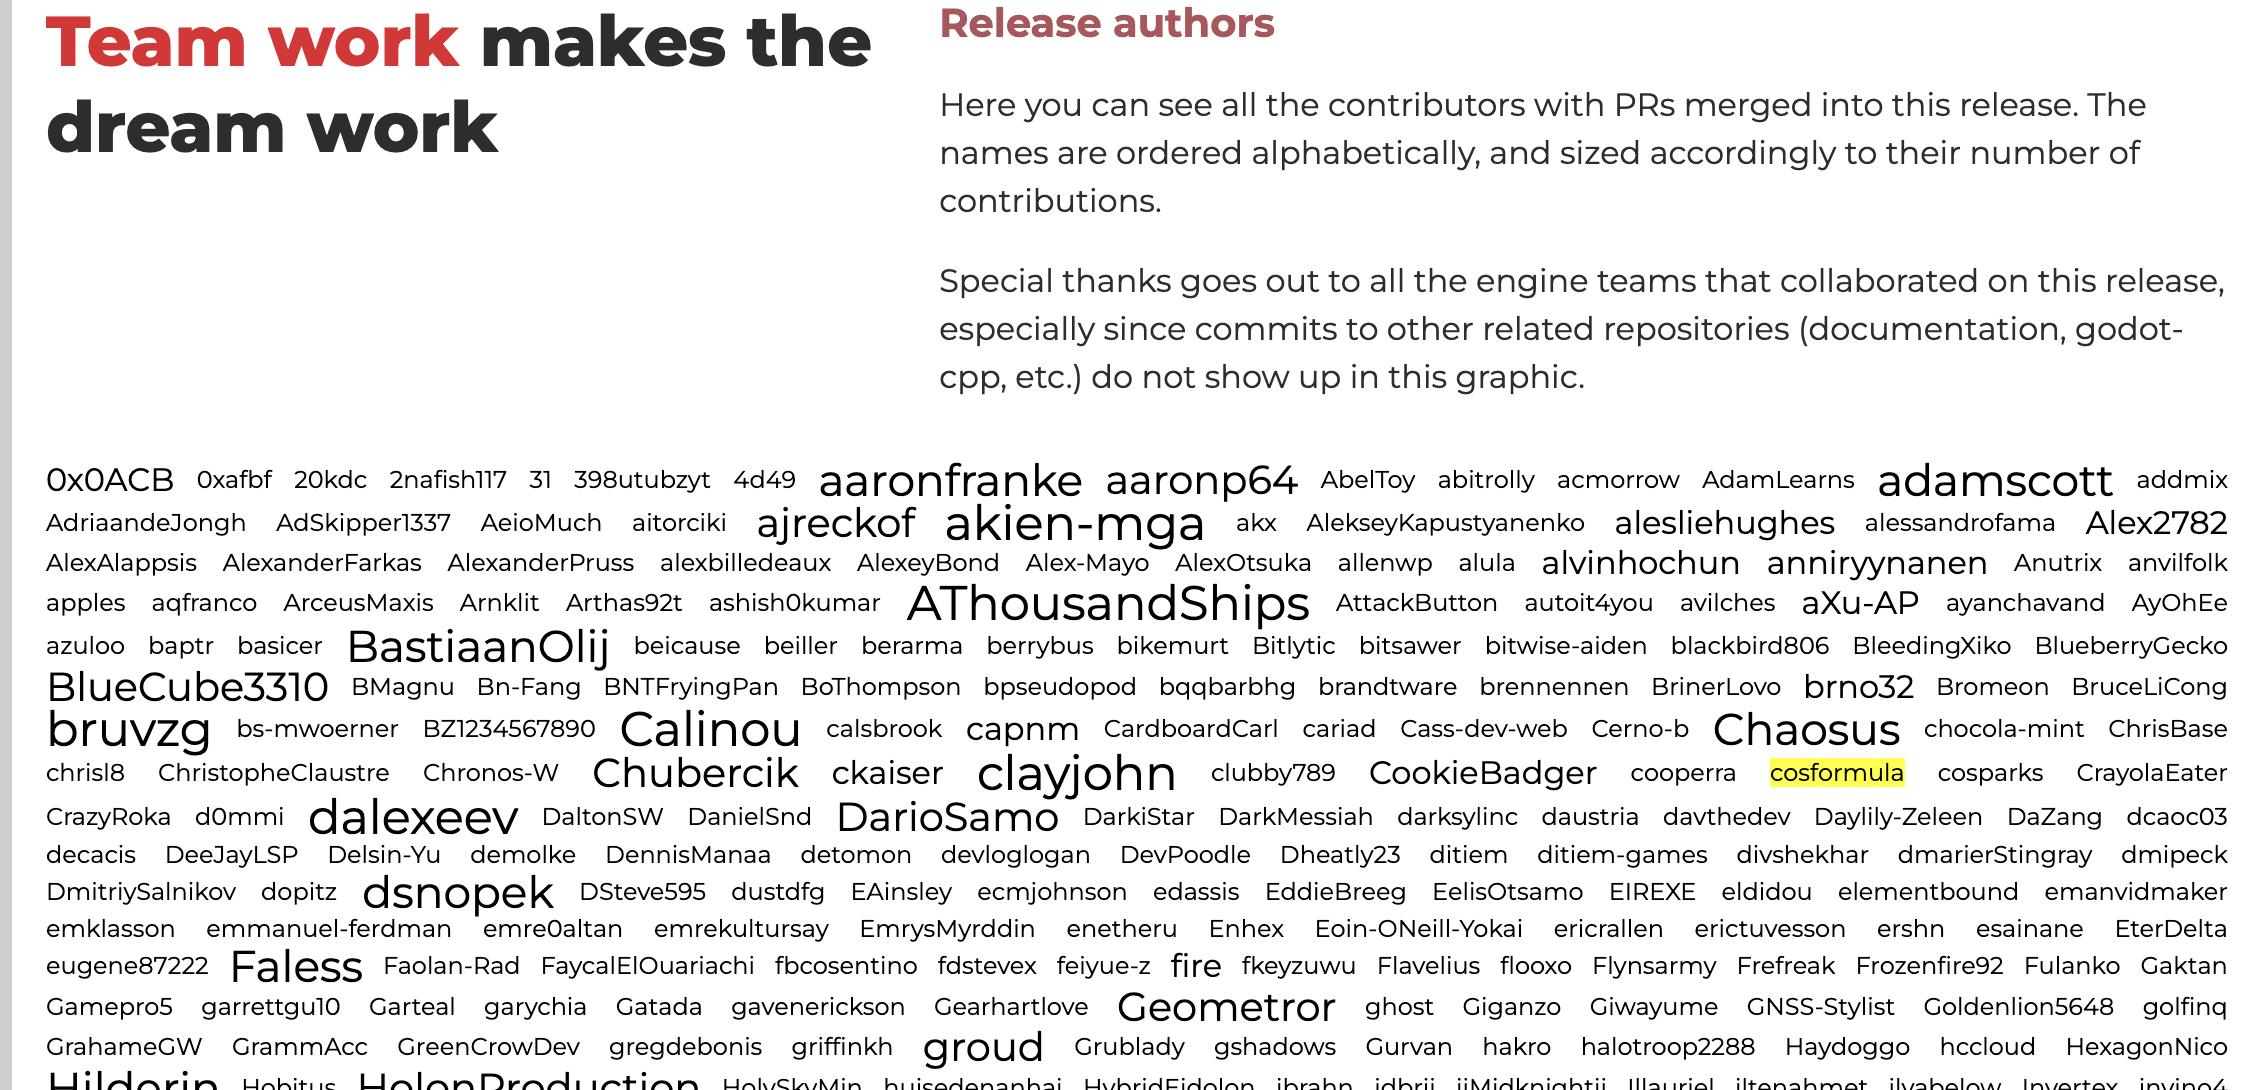 Team work makes the
dream work
Release authors
Here you can see all the contributors with PRs merged into this release. The
names are ordered alphabetically, and sized accordingly to their number of
contributions.
Special thanks goes out to all the engine teams that collaborated on this release,
especially since commits to other related repositories (documentation, godot-
cpp, etc.) do not show up in this graphic.
0x0ACB 0xafbf 20kdc 2nafish117 31 398utubzyt 4d49 aaronfranke aaronp64 AbelToy abitrolly acmorrow AdamLearns adamscott addmix
AdriaandeJongh AdSkipper1337 AeioMuch aitorciki ajreckof akien-mga akx AlekseyKapustyanenko alesliehughes alessandrofama Alex2782
AlexAlappsis AlexanderFarkas AlexanderPruss alexbilledeaux AlexeyBond Alex-Mayo AlexOtsuka allenwp alula alvinhochun anniryynanen Anutrix anvilfolk
apples aqfranco ArceusMaxis Arnklit Arthas92t ashish0kumar AThousandShips AttackButton autoit4you avilches aXu-AP ayanchavand AyOhEe
azuloo baptr basicer BastiaanOlij beicause beiller berarma berrybus bikemurt Bitlytic bitsawer bitwise-aiden blackbird806 BleedingXiko BlueberryGecko
BlueCube3310 BMagnu Bn-Fang BNTFryingPan BoThompson bpseudopod bqqbarbhg brandtware brennennen BrinerLovo brno32 Bromeon BruceLiCong
bruvzg bs-mwoerner BZ1234567890 Calinou calsbrook capnm CardboardCarl cariad Cass-dev-web Cerno-b Chaosus chocola-mint ChrisBase
chrisl8 ChristopheClaustre Chronos-W Chubercik ckaiser clayjohn clubby789 CookieBadger cooperra cosformula cosparks CrayolaEater
CrazyRoka d0mmi dalexeev DaltonSW DanielSnd DarioSamo DarkiStar DarkMessiah darksylinc daustria davthedev Daylily-Zeleen DaZang dcaoc03
decacis DeeJayLSP Delsin-Yu demolke DennisManaa detomon devloglogan DevPoodle Dheatly23 ditiem ditiem-games divshekhar dmarierStingray dmipeck
DmitriySalnikov dopitz dsnopek DSteve595 dustdfg EAinsley ecmjohnson edassis EddieBreeg EelisOtsamo EIREXE eldidou elementbound emanvidmaker
emklasson emmanuel-ferdman emre0altan emrekultursay EmrysMyrddin enetheru Enhex Eoin-ONeill-Yokai ericrallen erictuvesson ershn esainane EterDelta
eugene87222 Faless Faolan-Rad FaycalElOuariachi fbcosentino fdstevex feiyue-z fire fkeyzuwu Flavelius flooxo Flynsarmy Frefreak Frozenfire92 Fulanko Gaktan
Gamepro5 garrettgu10 Garteal garychia Gatada gavenerickson Gearhartlove Geometror ghost Giganzo Giwayume GNSS-Stylist Goldenlion5648 golfinq
GrahameGW GrammAcc GreenCrowDev gregdebonis griffinkh groud Grublady gshadows Gurvan hakro halotroop2288 Haydoggo hccloud HexagonNico
Hilderin Hobitus HolonProduction HolySkyMin huisedenanhai HybridEidolon ibrahn idbrii iiMidknightii Illauriel iltenahmet ilyabelow Invertex